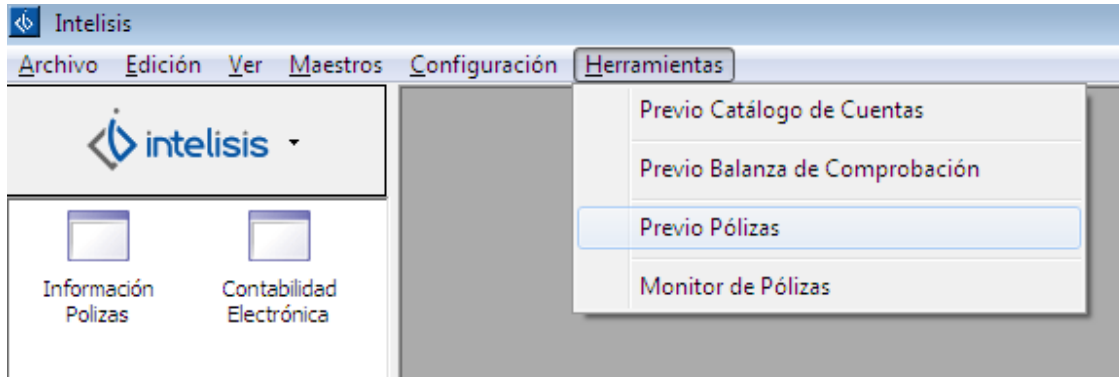 Intelisis
Archivo Edición Ver Maestros Configuración Herramientas
intelisis
Previo Catálogo de Cuentas
Previo Balanza de Comprobación
Previo Pólizas
Monitor de Pólizas
Información
Polizas
Contabilidad
Electrónica